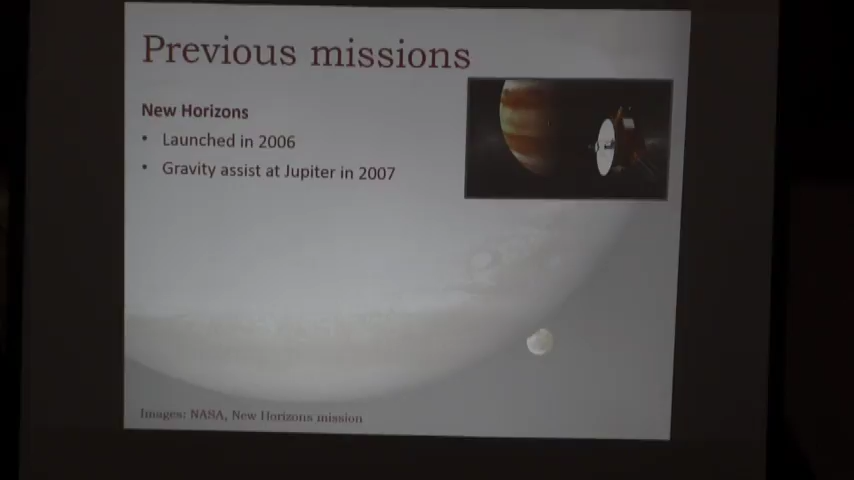 Previous missions
New Horizons
• Launched in 2006
• Gravity assist at Jupiter in 2007
Images: NASA, New Horizons mission